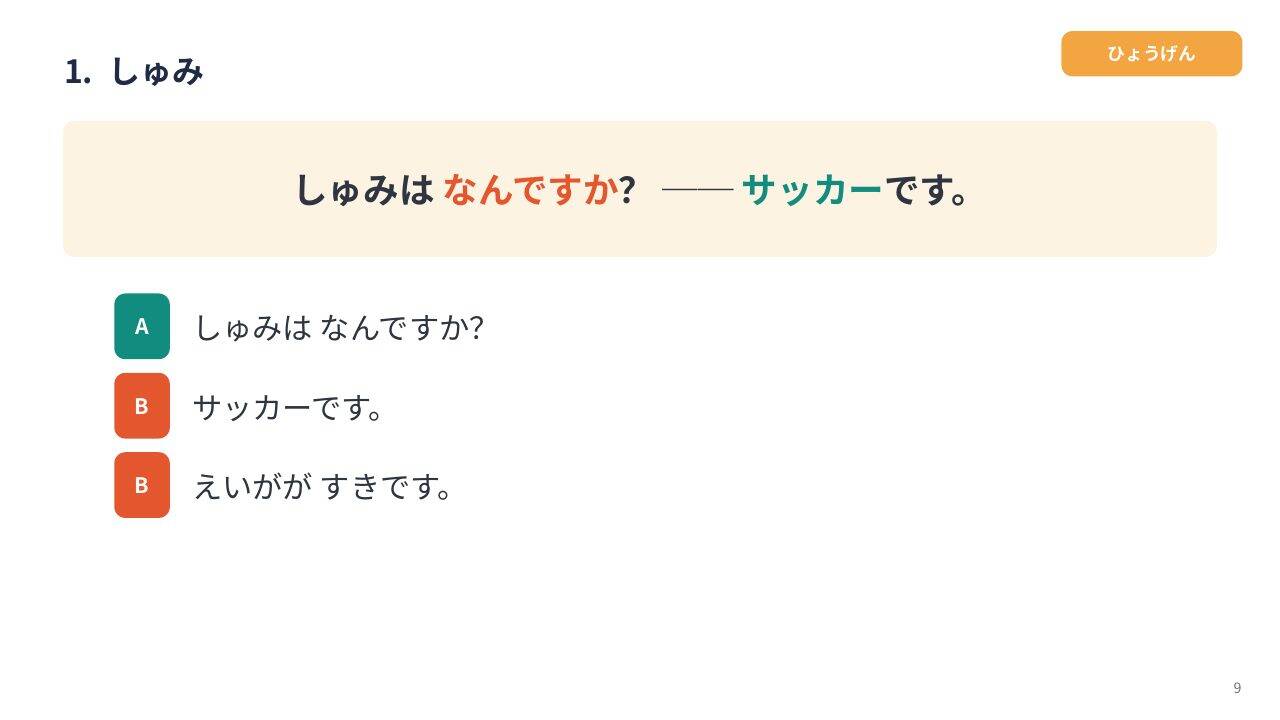 1. しゅみ
ひょうげん
しゅみは なんですか? ── サッカーです。
A しゅみは なんですか?
B サッカーです。
B えいがが すきです。
9